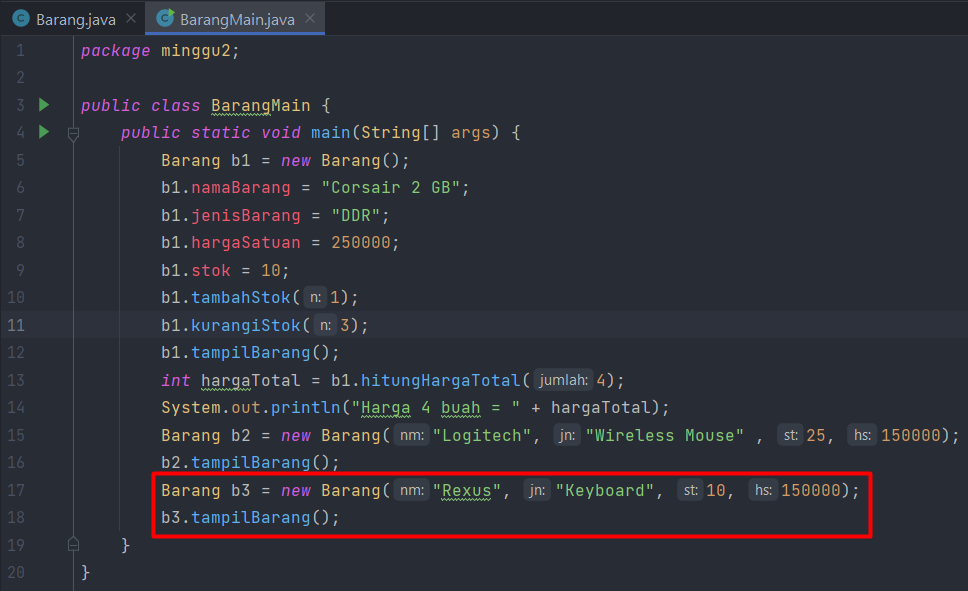 Barang.java × BarangMain.java ×
1 package minggu2;
2
3 public class BarangMain {
4 public static void main(String[] args) {
5 Barang b1 = new Barang();
6 b1.namaBarang = "Corsair 2 GB";
7 b1.jenisBarang = "DDR";
8 b1.hargaSatuan = 250000;
9 b1.stok = 10;
10 b1.tambahStok( n: 1);
11 b1.kurangiStok( n: 3);
12 b1.tampilBarang();
13 int hargaTotal = b1.hitungHargaTotal( jumlah: 4);
14 System.out.println("Harga 4 buah = " + hargaTotal);
15 Barang b2 = new Barang( nm: "Logitech", jn: "Wireless Mouse" , st: 25, hs: 150000);
16 b2.tampilBarang();
17 Barang b3 = new Barang( nm: "Rexus", jn: "Keyboard", st: 10, hs: 150000);
18 b3.tampilBarang();
19 }
20 }